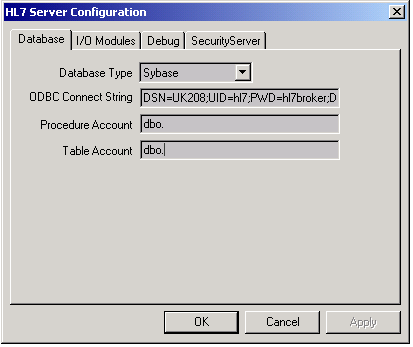 HL7 Server Configuration
Database I/O Modules Debug SecurityServer
Database Type Sybase
ODBC Connect String DSN=UK208;UID=hl7;PWD=hl7broker;D
Procedure Account dbo.
Table Account dbo.
OK Cancel Apply